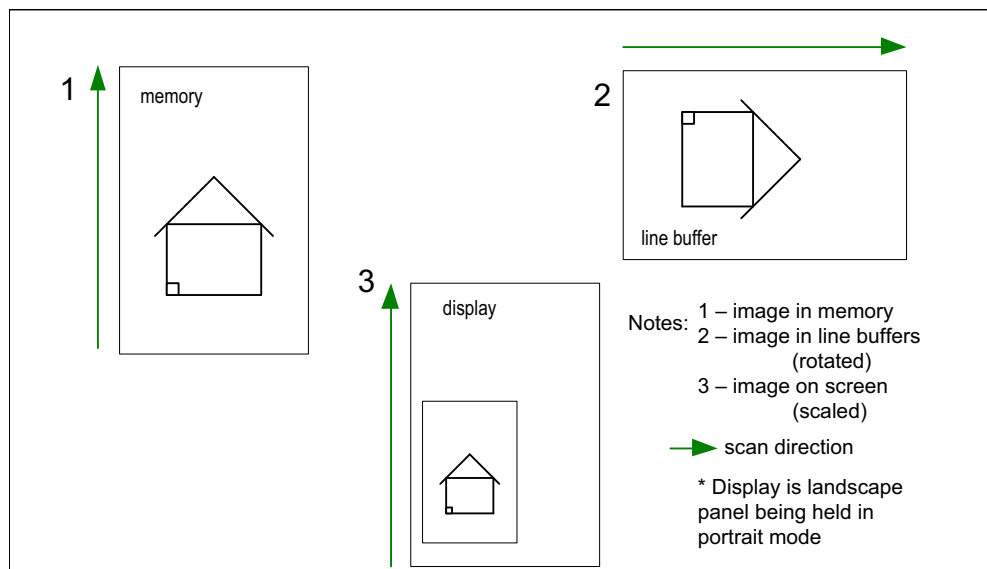 1
memory
2
line buffer
3
display
Notes:
1 – image in memory
2 – image in line buffers
(rotated)
3 – image on screen
(scaled)
scan direction
* Display is landscape
panel being held in
portrait mode